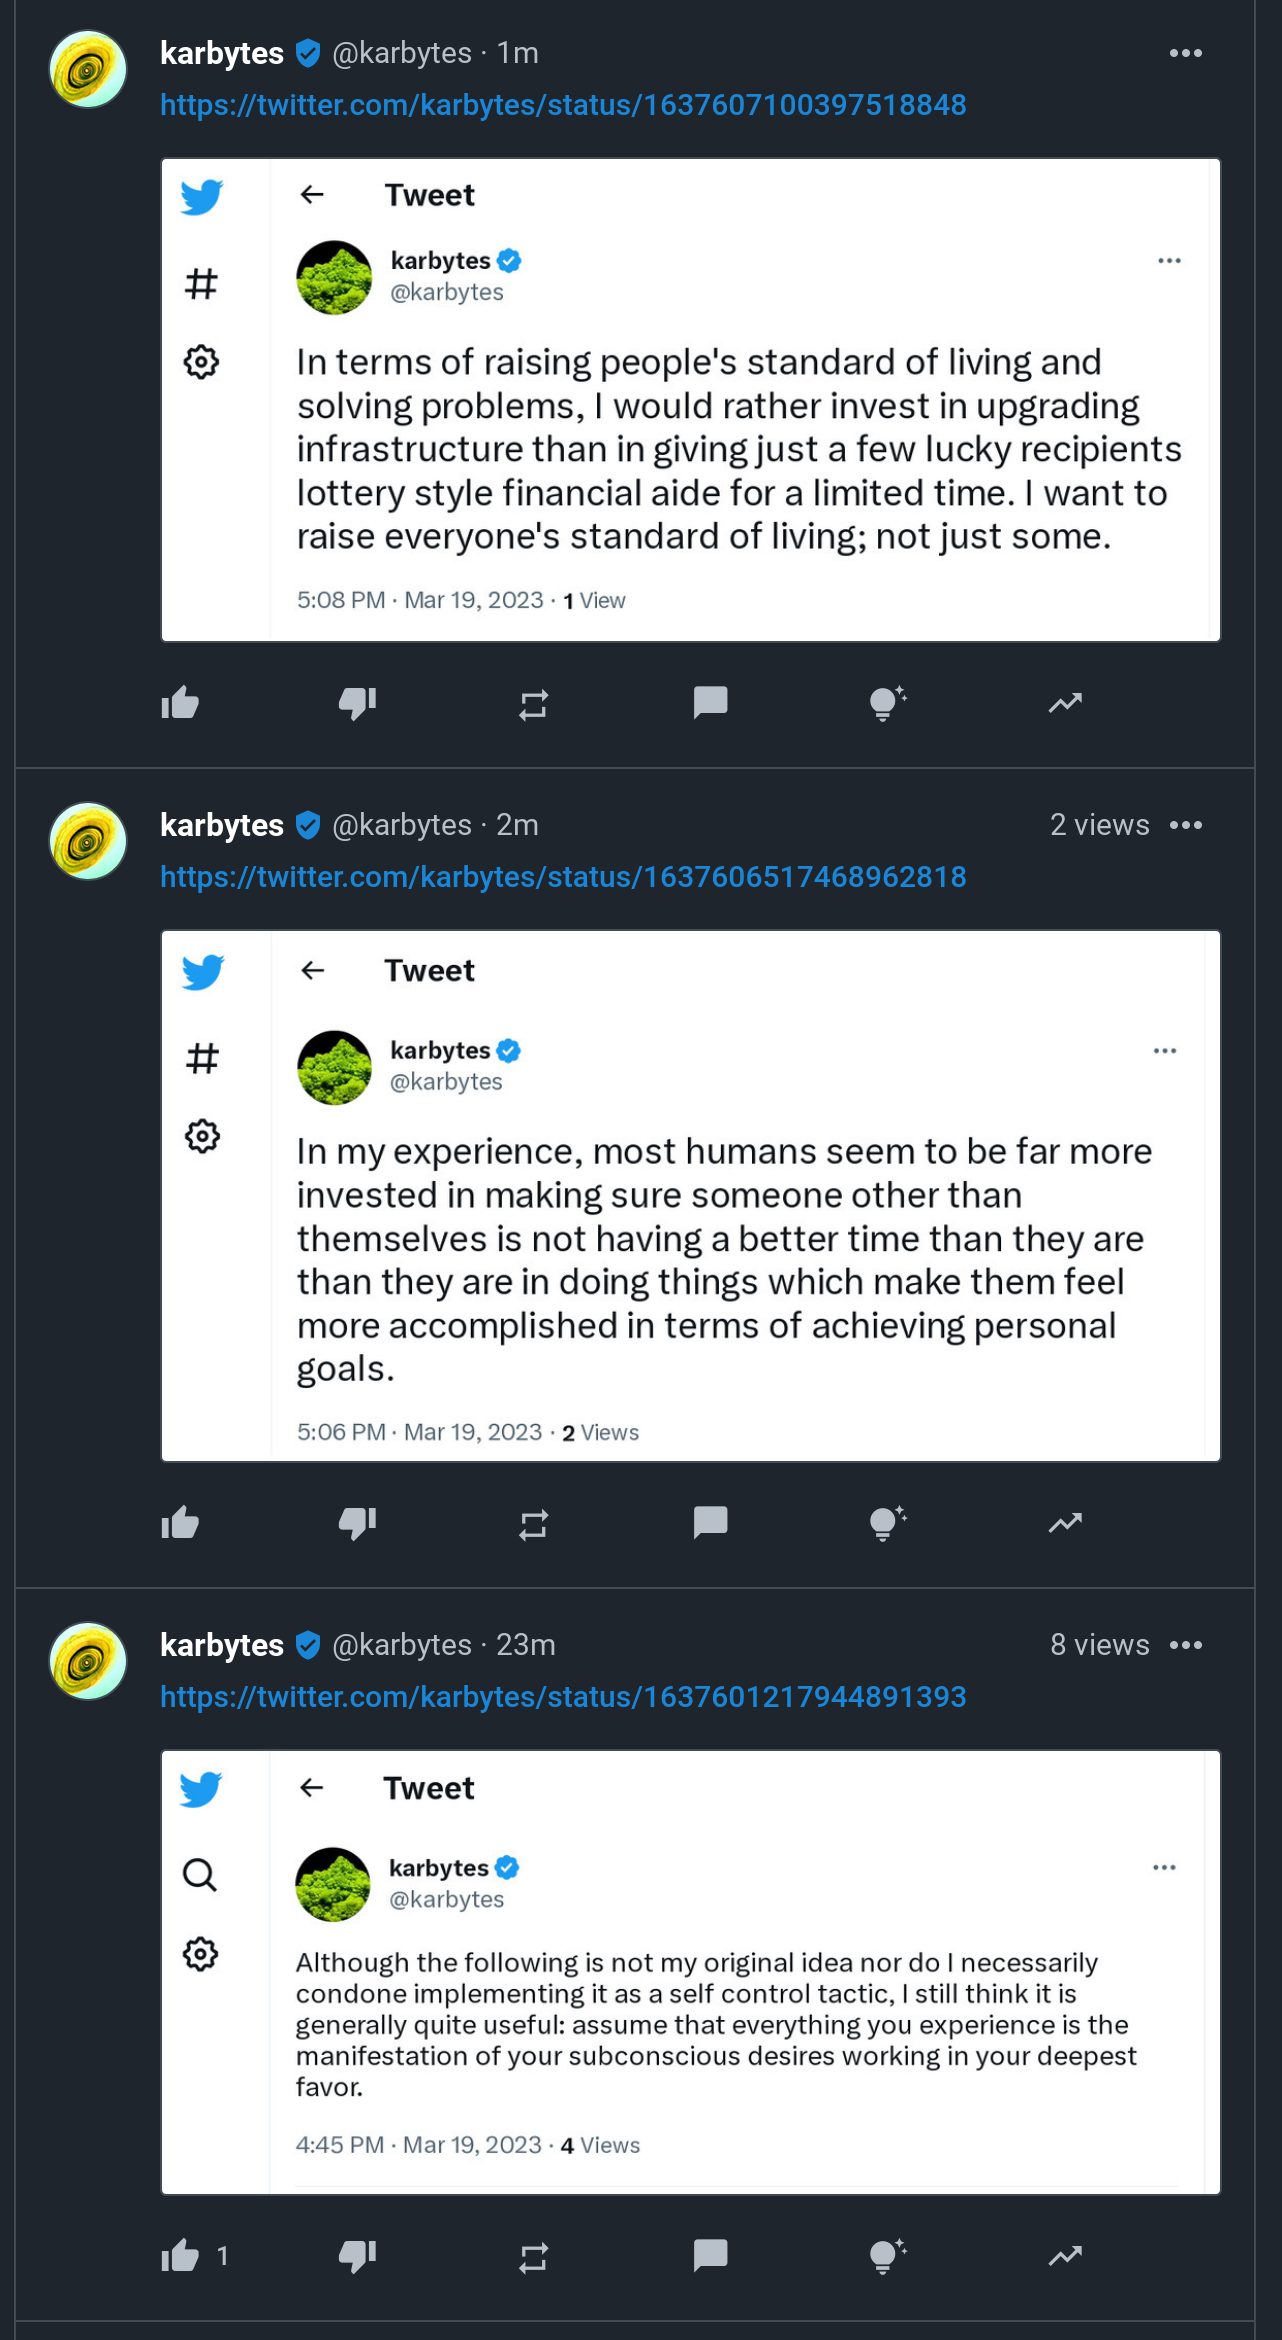 karbytes @karbytes · 1m
https://twitter.com/karbytes/status/1637607100397518848
Tweet
karbytes
@karbytes
In terms of raising people's standard of living and
solving problems, I would rather invest in upgrading
infrastructure than in giving just a few lucky recipients
lottery style financial aide for a limited time. I want to
raise everyone's standard of living; not just some.
5:08 PM · Mar 19, 2023 · 1 View
karbytes @karbytes · 2m 2 views
https://twitter.com/karbytes/status/1637606517468962818
Tweet
karbytes
@karbytes
In my experience, most humans seem to be far more
invested in making sure someone other than
themselves is not having a better time than they are
than they are in doing things which make them feel
more accomplished in terms of achieving personal
goals.
5:06 PM · Mar 19, 2023 · 2 Views
karbytes @karbytes · 23m 8 views
https://twitter.com/karbytes/status/1637601217944891393
Tweet
karbytes
@karbytes
Although the following is not my original idea nor do I necessarily
condone implementing it as a self control tactic, I still think it is
generally quite useful: assume that everything you experience is the
manifestation of your subconscious desires working in your deepest
favor.
4:45 PM · Mar 19, 2023 · 4 Views
1